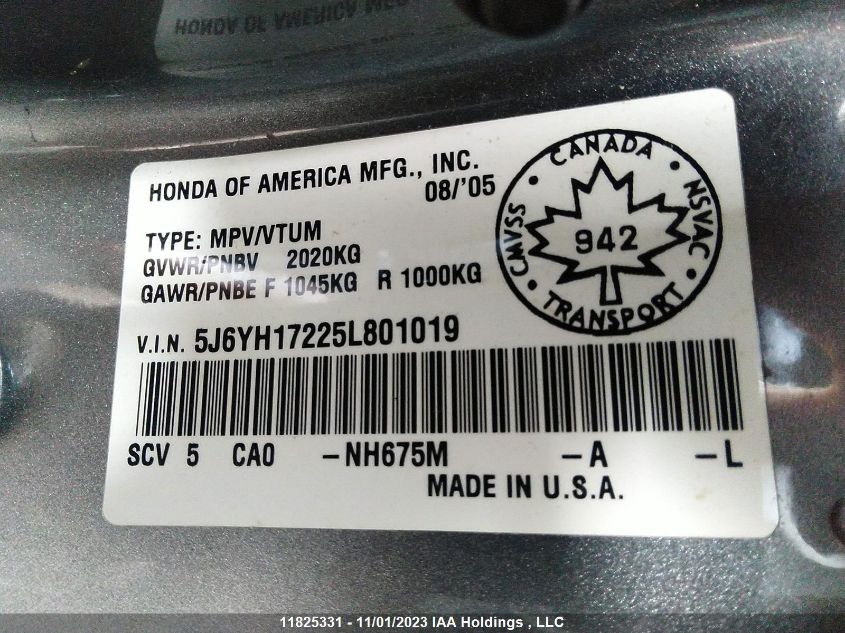 HONDA OF AMERICA MFG., INC.
08/'05
TYPE: MPV/VTUM
GVWR/PNBV 2020KG
GAWR/PNBE F 1045KG R 1000KG
CANADA
CMVSS · NSVAC
942
TRANSPORT
V.I.N. 5J6YH17225L801019
SCV 5 CA0 -NH675M -A -L
MADE IN U.S.A.
11825331 - 11/01/2023 IAA Holdings , LLC